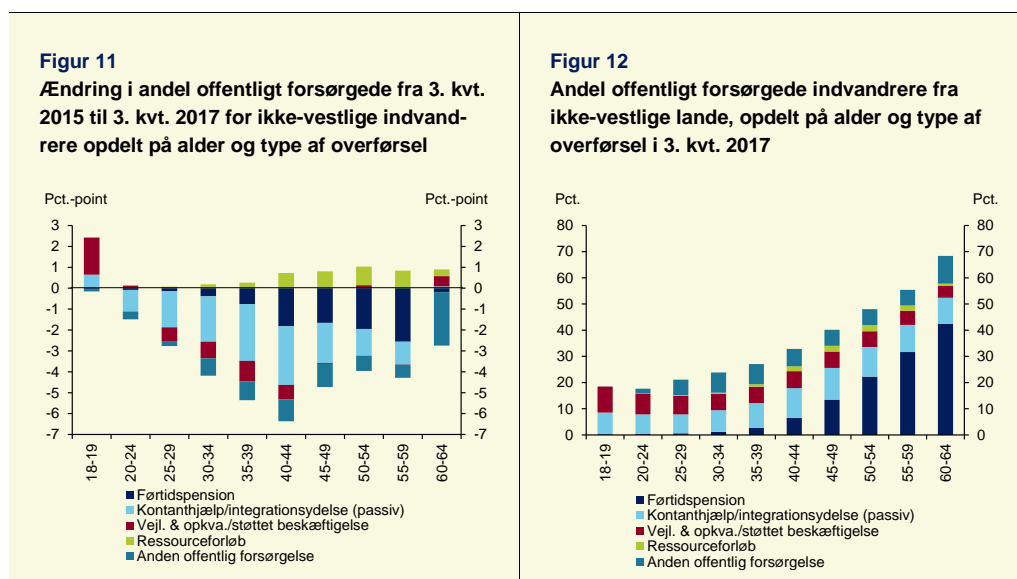 Figur 11
Ændring i andel offentligt forsørgede fra 3. kvt.
2015 til 3. kvt. 2017 for ikke-vestlige indvand-
rere opdelt på alder og type af overførsel
Pct.-point Pct.-point
3 3
2 2
1 1
0 0
-1 -1
-2 -2
-3 -3
-4 -4
-5 -5
-6 -6
-7 -7
18-19 20-24 25-29 30-34 35-39 40-44 45-49 50-54 55-59 60-64
Førtidspension
Kontanthjælp/integrationsydelse (passiv)
Vejl. & opkva./støttet beskæftigelse
Ressourceforløb
Anden offentlig forsørgelse
Figur 12
Andel offentligt forsørgede indvandrere fra
ikke-vestlige lande, opdelt på alder og type af
overførsel i 3. kvt. 2017
Pct. Pct.
80 80
70 70
60 60
50 50
40 40
30 30
20 20
10 10
0 0
18-19 20-24 25-29 30-34 35-39 40-44 45-49 50-54 55-59 60-64
Førtidspension
Kontanthjælp/integrationsydelse (passiv)
Vejl. & opkva./støttet beskæftigelse
Ressourceforløb
Anden offentlig forsørgelse